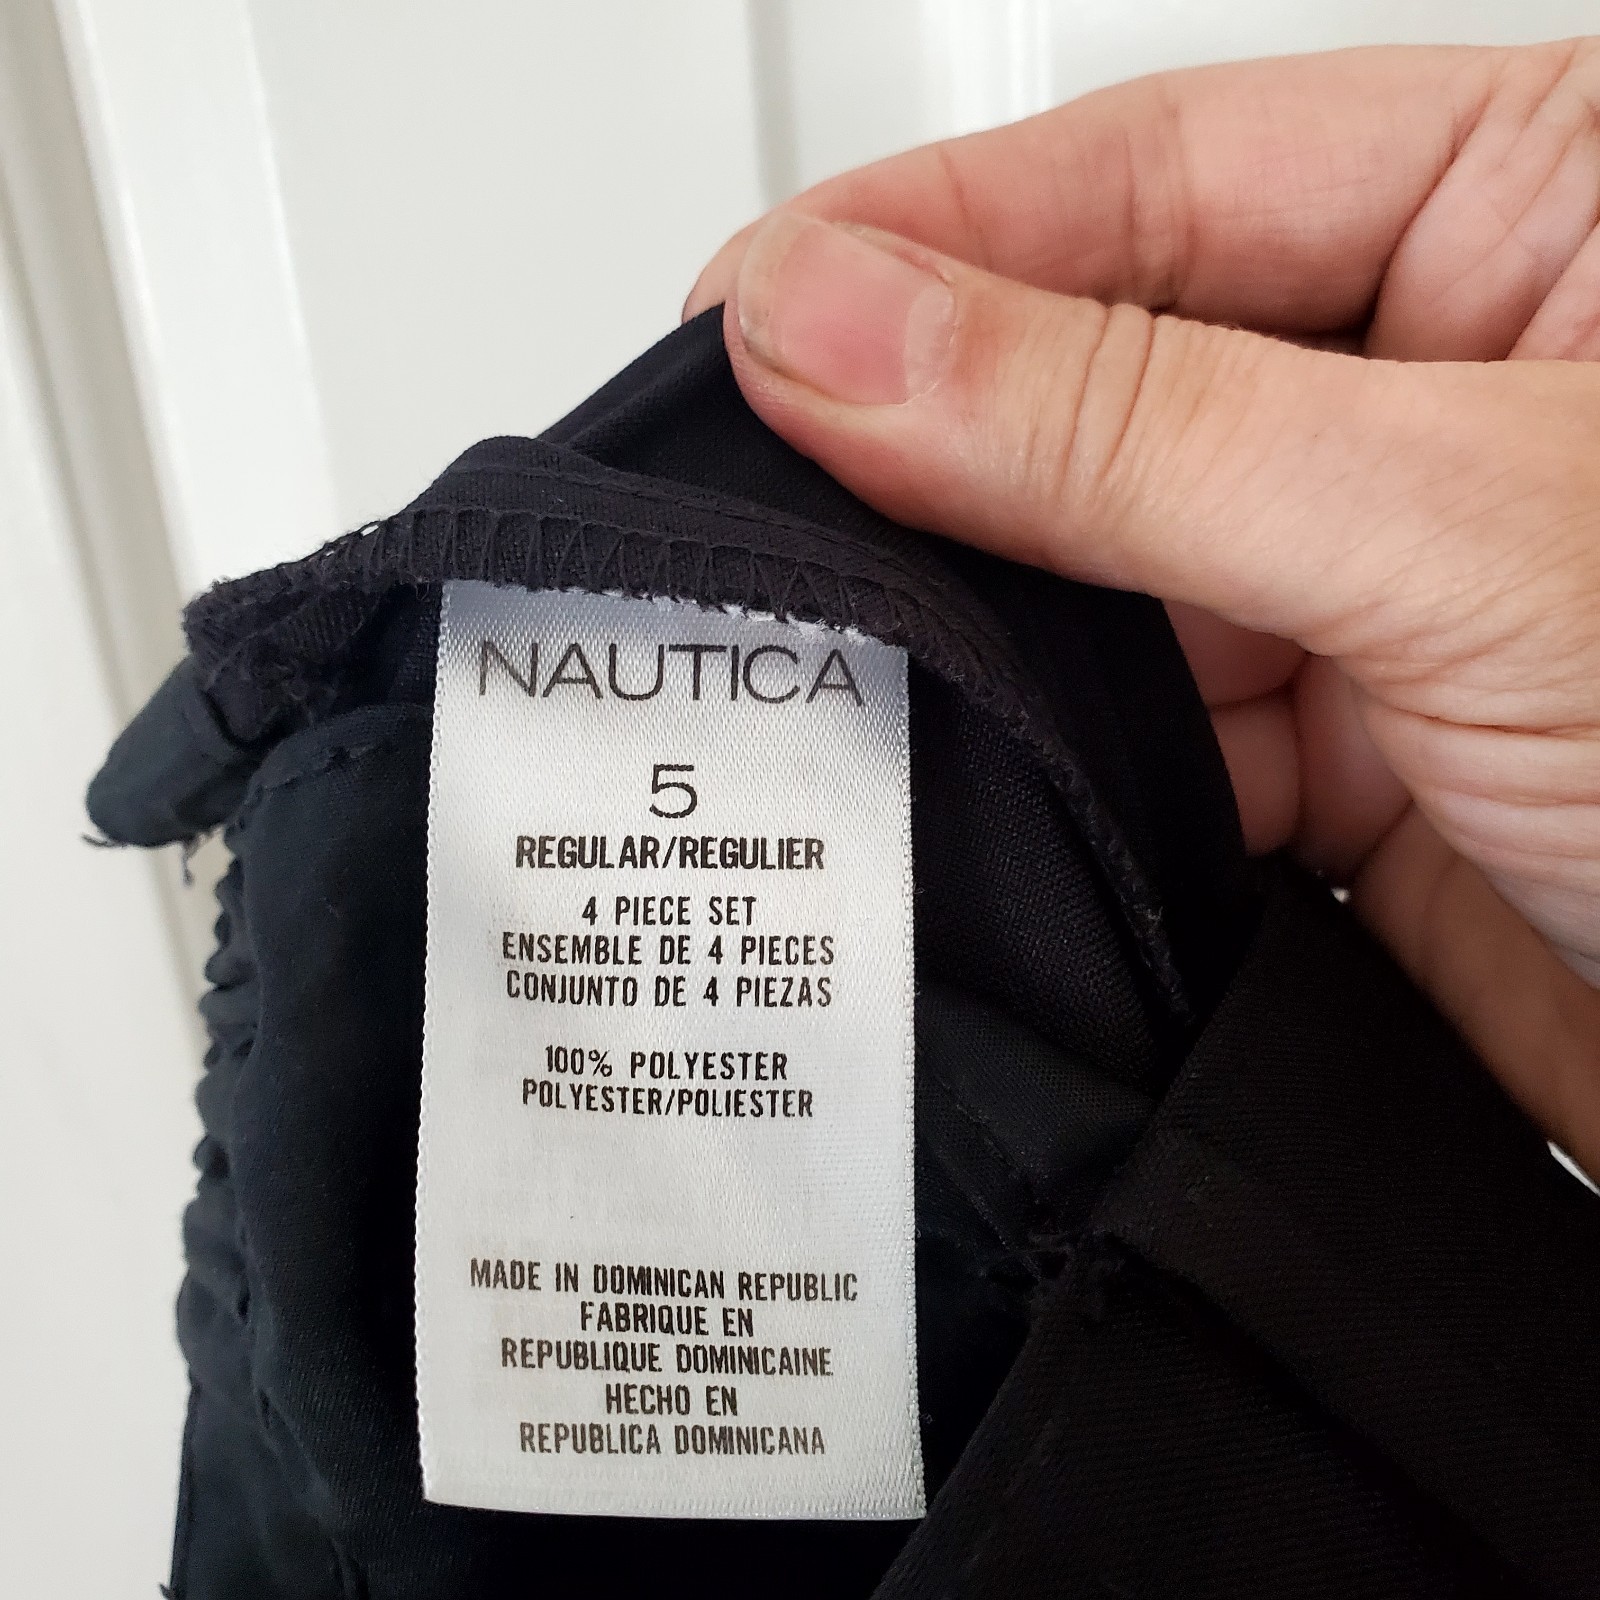 NAUTICA
5
REGULAR/REGULIER
4 PIECE SET
ENSEMBLE DE 4 PIECES
CONJUNTO DE 4 PIEZAS
100% POLYESTER
POLYESTER/POLIESTER
MADE IN DOMINICAN REPUBLIC
FABRIQUE EN
REPUBLIQUE DOMINICAINE
HECHO EN
REPUBLICA DOMINICANA